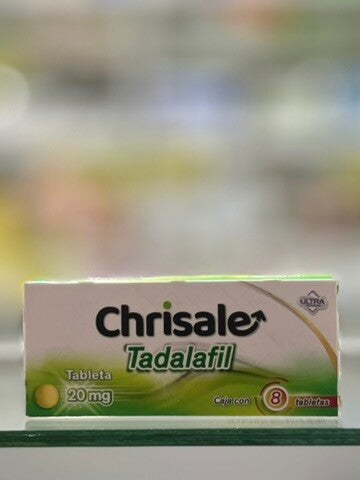 Chrisale
ULTRA
Tadalafil
Tableta
20 mg
Caja con 8 tabletas